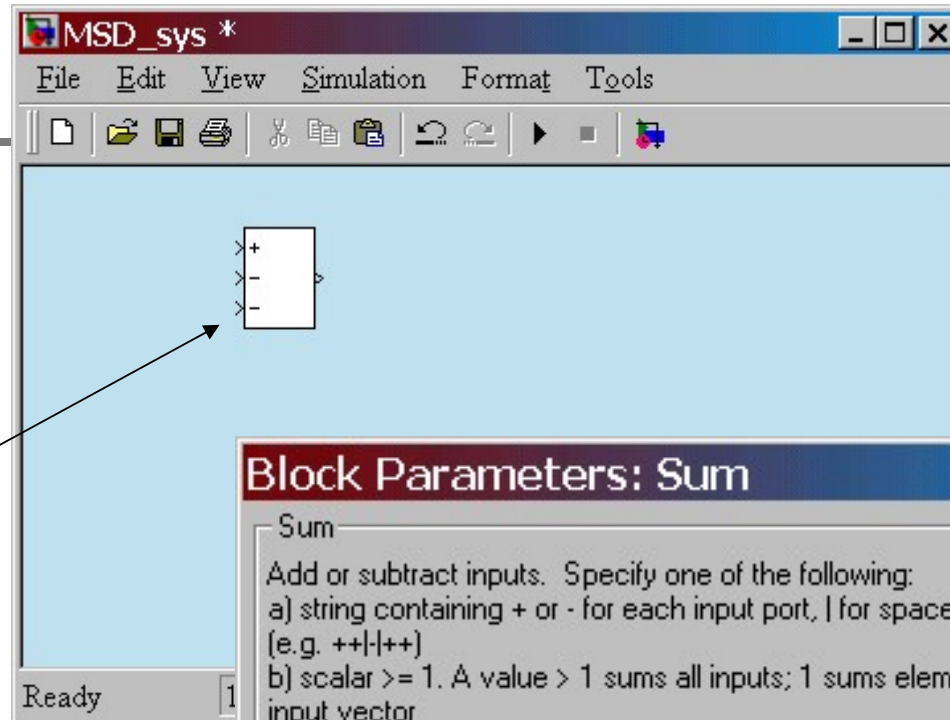 MSD_sys *
File Edit View Simulation Format Tools
+
-
-
Block Parameters: Sum
Sum
Add or subtract inputs. Specify one of the following:
a) string containing + or - for each input port, | for space
(e.g. ++|-|++)
b) scalar >= 1. A value > 1 sums all inputs; 1 sums elem
input vector
Ready 1